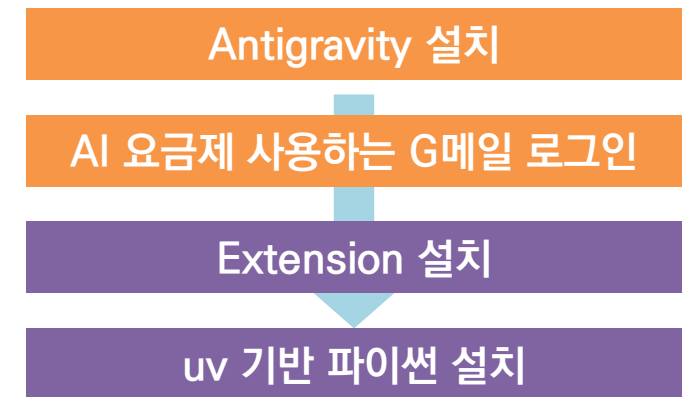 Antigravity 설치
AI 요금제 사용하는 G메일 로그인
Extension 설치
uv 기반 파이썬 설치